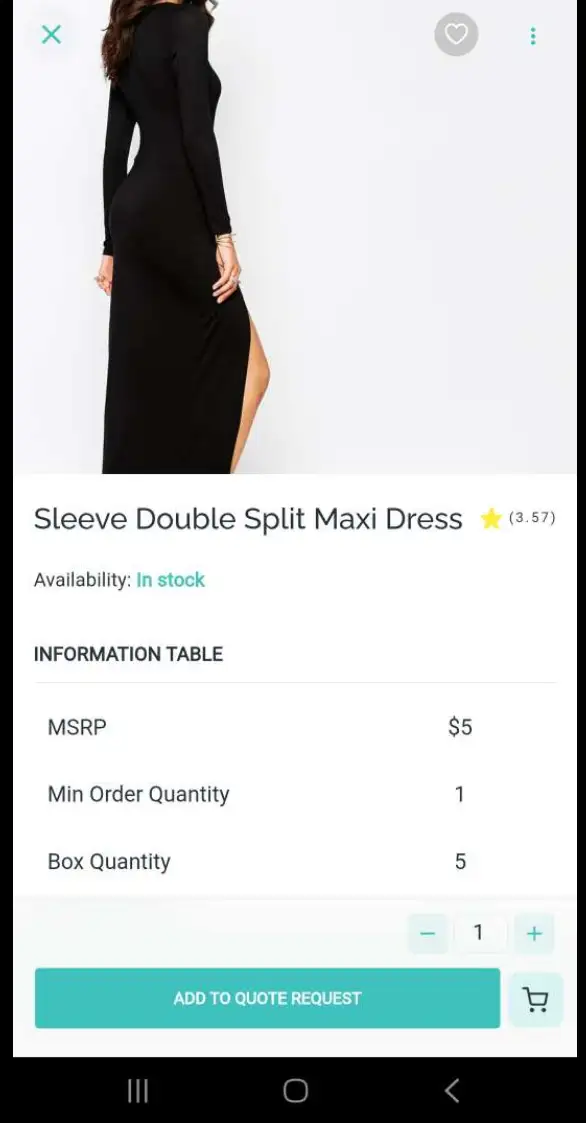 Sleeve Double Split Maxi Dress (3.57)
Availability: In stock
INFORMATION TABLE
MSRP $5
Min Order Quantity 1
Box Quantity 5
1
ADD TO QUOTE REQUEST